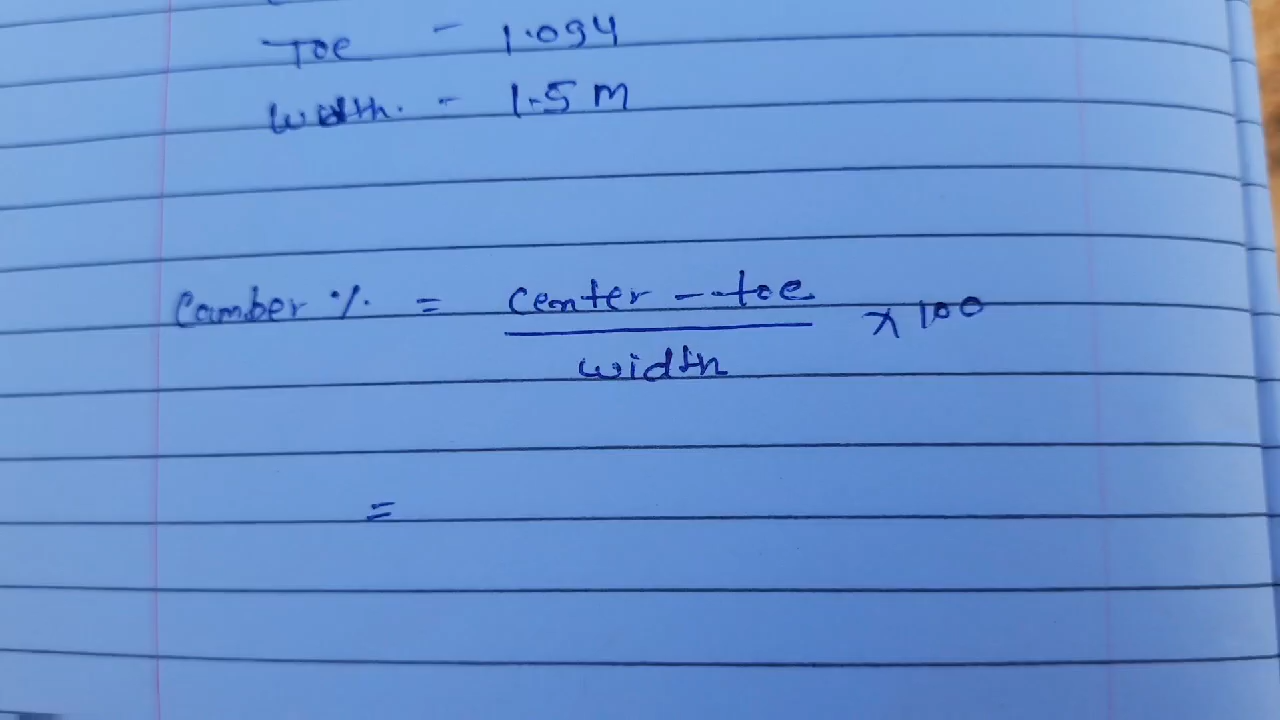 Toe - 1.094
Width. - 1.5 M
Camber % = center - toe / width x 100
=